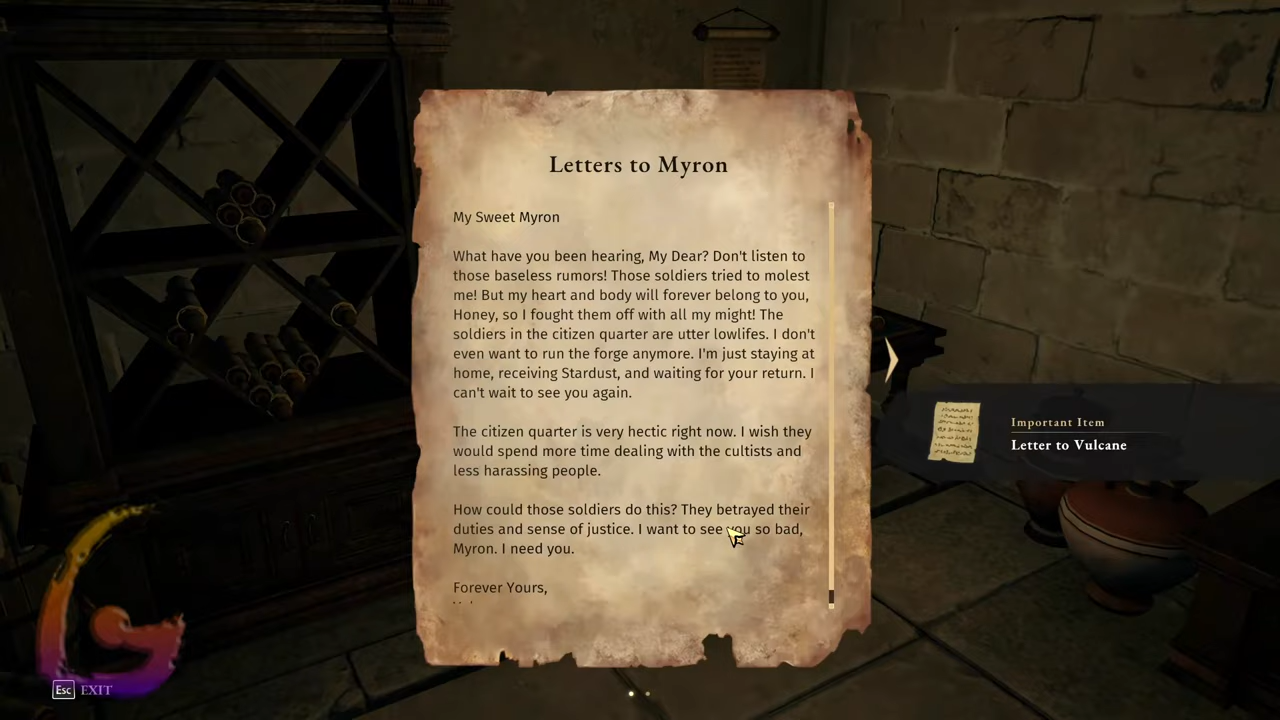 Letters to Myron
My Sweet Myron
What have you been hearing, My Dear? Don't listen to
those baseless rumors! Those soldiers tried to molest
me! But my heart and body will forever belong to you,
Honey, so I fought them off with all my might! The
soldiers in the citizen quarter are utter lowlifes. I don't
even want to run the forge anymore. I'm just staying at
home, receiving Stardust, and waiting for your return. I
can't wait to see you again.
The citizen quarter is very hectic right now. I wish they
would spend more time dealing with the cultists and
less harassing people.
How could those soldiers do this? They betrayed their
duties and sense of justice. I want to see you so bad,
Myron. I need you.
Forever Yours,
Important Item
Letter to Vulcane
Esc EXIT